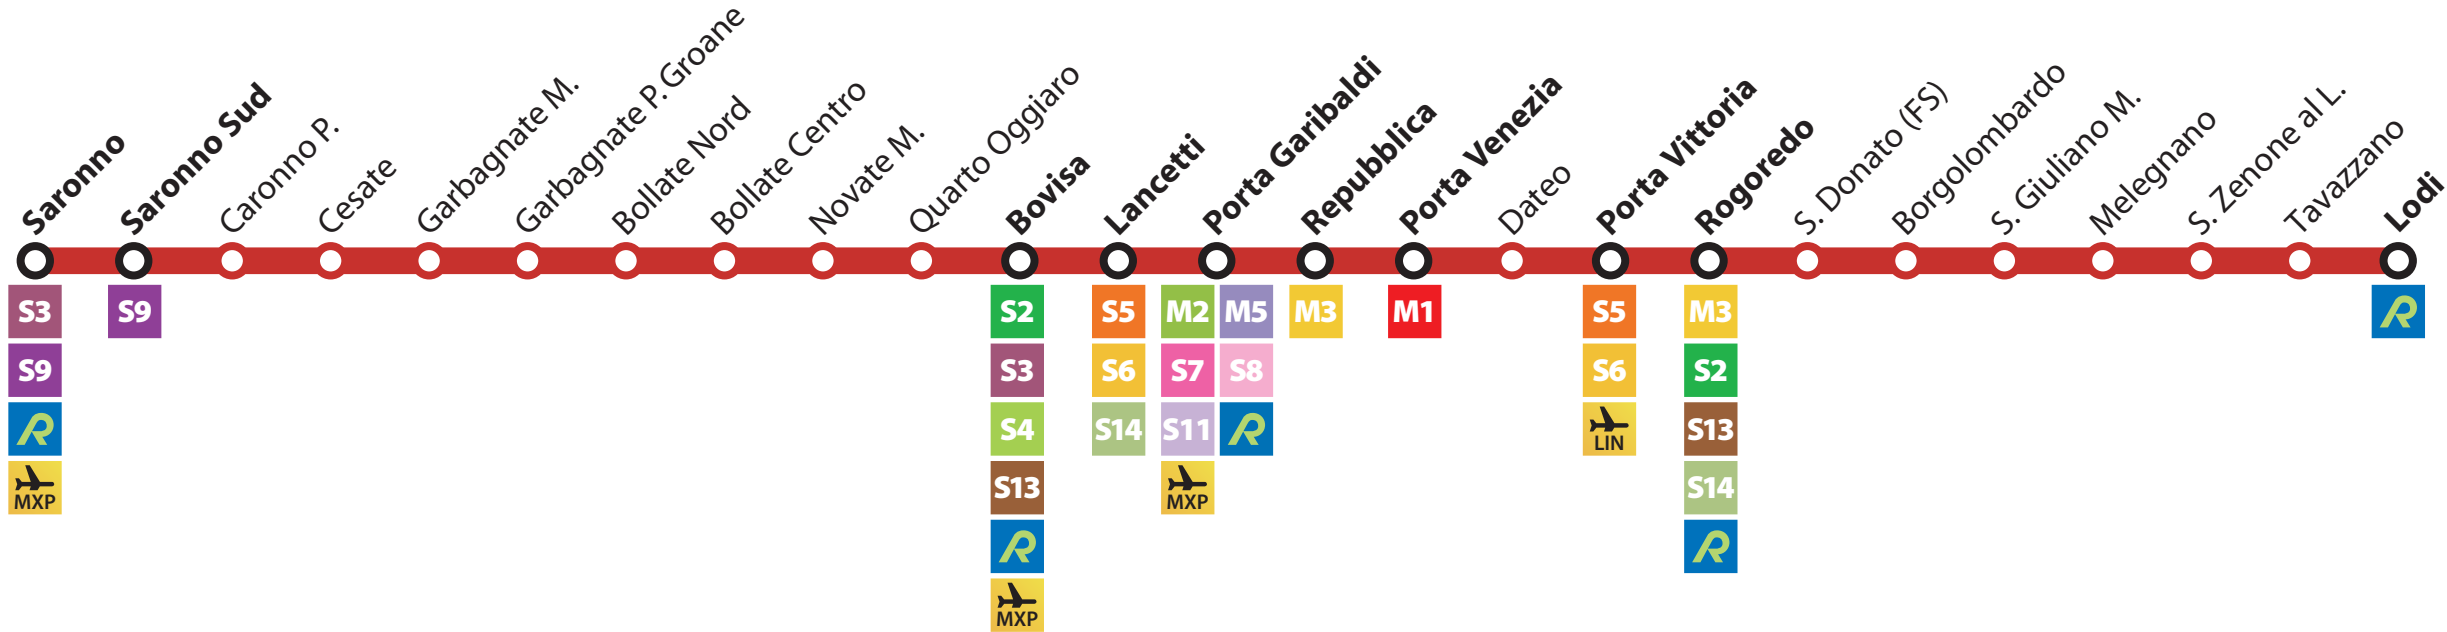 Saronno
Saronno Sud
Caronno P.
Cesate
Garbagnate M.
Garbagnate P. Groane
Bollate Nord
Bollate Centro
Novate M.
Quarto Oggiaro
Bovisa
Lancetti
Porta Garibaldi
Repubblica
Porta Venezia
Dateo
Porta Vittoria
Rogoredo
S. Donato (FS)
Borgolombardo
S. Giuliano M.
Melegnano
S. Zenone al L.
Tavazzano
Lodi
S3
S9
R
MXP
S9
S2
S3
S4
S13
R
MXP
S5
S6
S14
M2 M5
S7 S8
S11 R
MXP
M3
M1
S5
S6
LIN
M3
S2
S13
S14
R
R